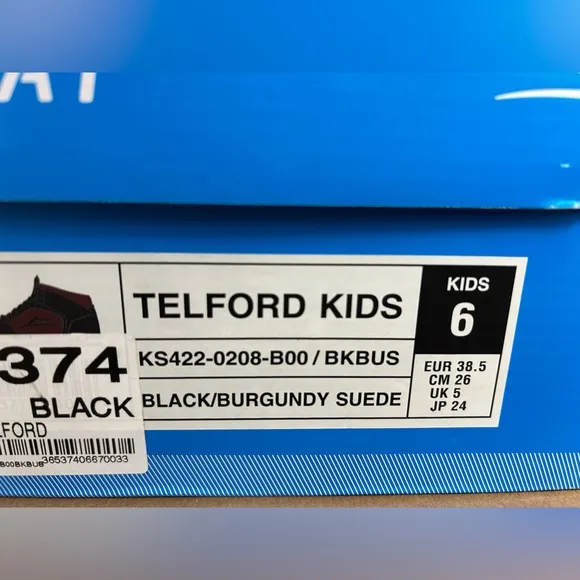 AY
TELFORD KIDS
KS422-0208-B00 / BKBUS
BLACK/BURGUNDY SUEDE
KIDS
6
EUR 38.5
CM 26
UK 5
JP 24
374
BLACK
LFORD
36537406670033
B00BKBUS